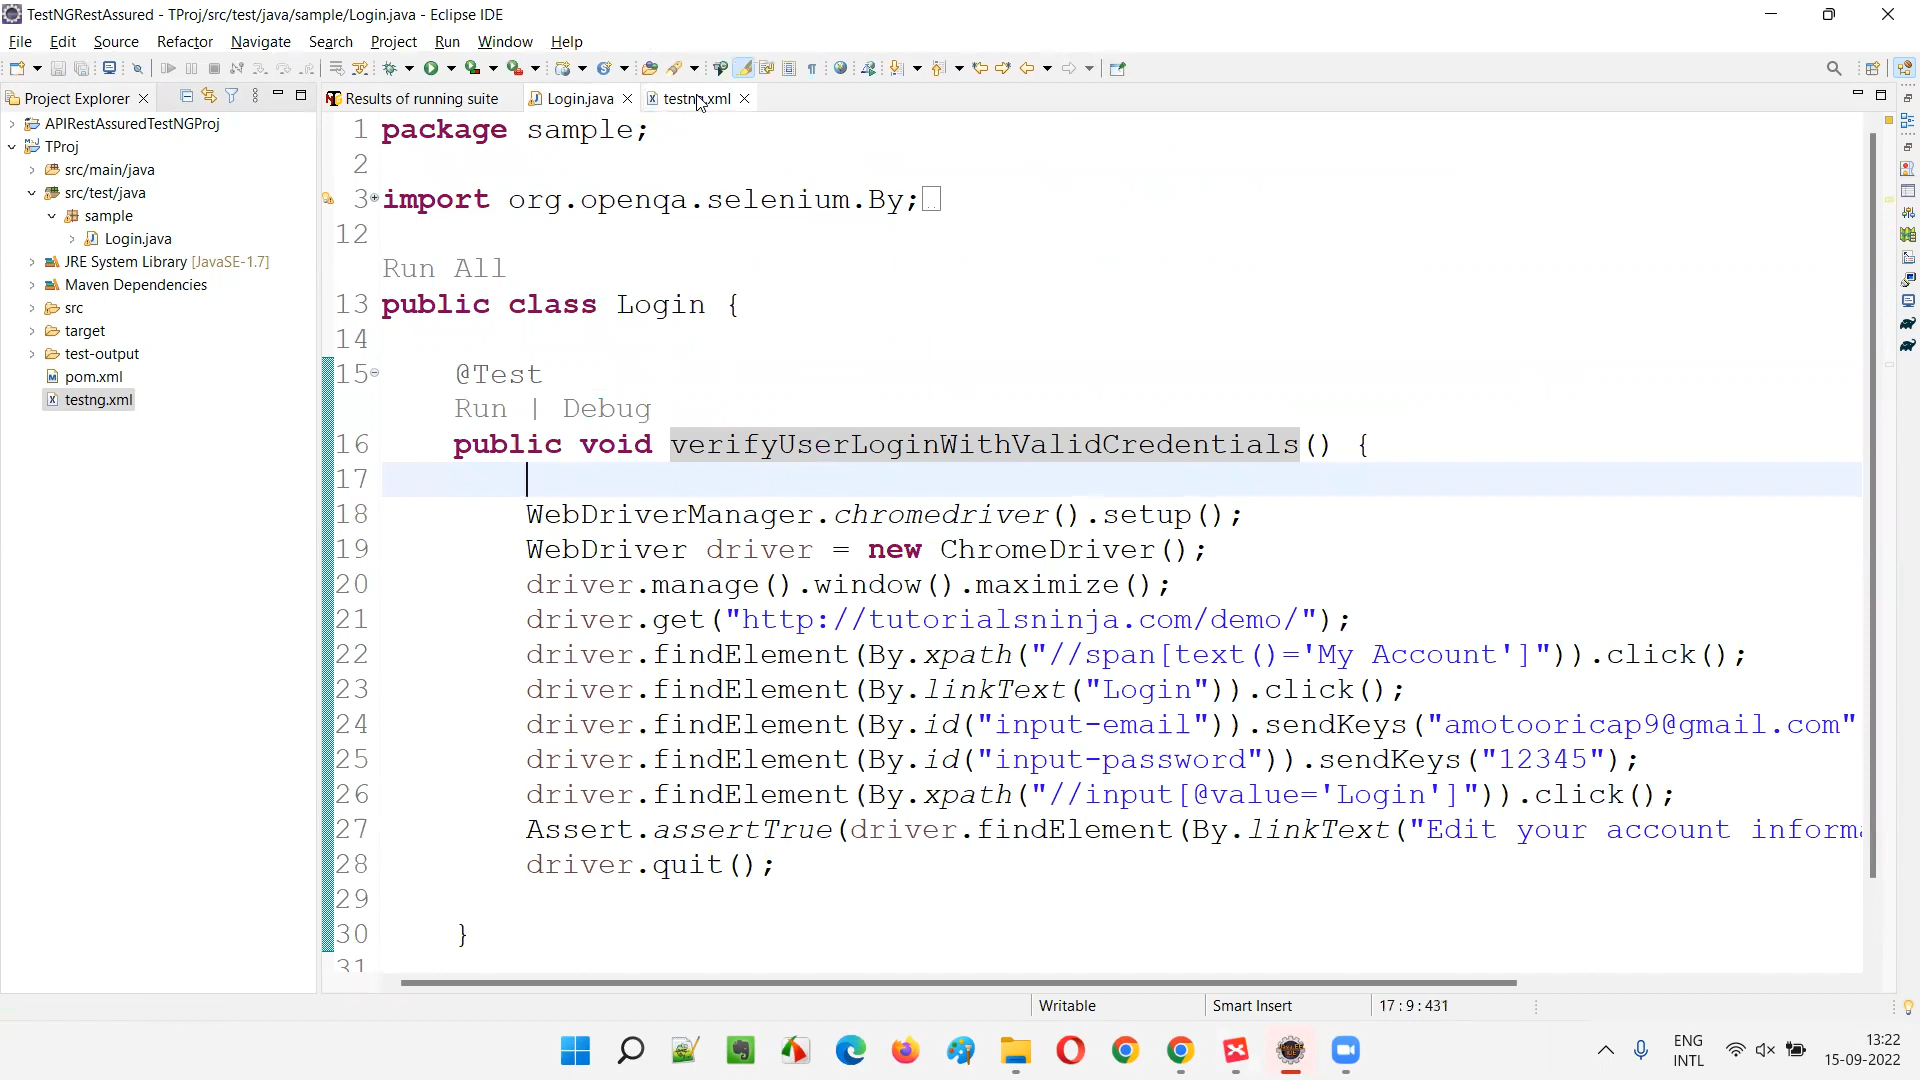 TestNGRestAssured - TProj/src/test/java/sample/Login.java - Eclipse IDE
File Edit Source Refactor Navigate Search Project Run Window Help
Project Explorer
Results of running suite
Login.java
testng.xml
APIRestAssuredTestNGProj
TProj
src/main/java
src/test/java
sample
Login.java
JRE System Library [JavaSE-1.7]
Maven Dependencies
src
target
test-output
pom.xml
testng.xml
1 package sample;
2
3 import org.openqa.selenium.By;
12
Run All
13 public class Login {
14
15 @Test
Run | Debug
16 public void verifyUserLoginWithValidCredentials() {
17
18 WebDriverManager.chromedriver().setup();
19 WebDriver driver = new ChromeDriver();
20 driver.manage().window().maximize();
21 driver.get("http://tutorialsninja.com/demo/");
22 driver.findElement(By.xpath("//span[text()='My Account']")).click();
23 driver.findElement(By.linkText("Login")).click();
24 driver.findElement(By.id("input-email")).sendKeys("amotooricap9@gmail.com"
25 driver.findElement(By.id("input-password")).sendKeys("12345");
26 driver.findElement(By.xpath("//input[@value='Login']")).click();
27 Assert.assertTrue(driver.findElement(By.linkText("Edit your account informa
28 driver.quit();
29
30 }
31
Writable
Smart Insert
17 : 9 : 431
ENG
INTL
13:22
15-09-2022